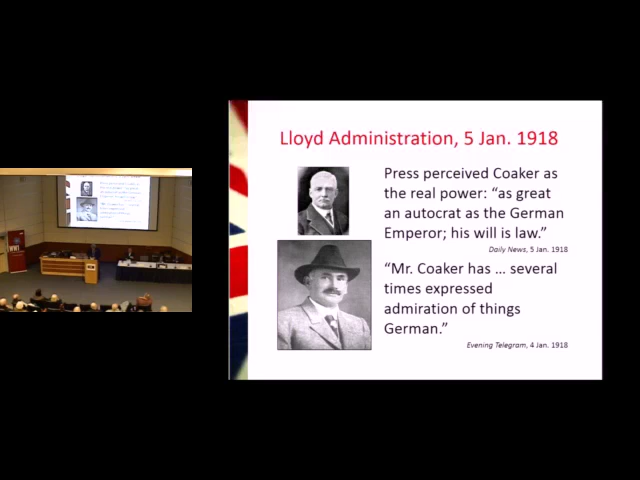 Lloyd Administration, 5 Jan. 1918
Press perceived Coaker as
the real power: “as great
an autocrat as the German
Emperor; his will is law.”
Daily News, 5 Jan. 1918
“Mr. Coaker has ... several
times expressed
admiration of things
German.”
Evening Telegram, 4 Jan. 1918